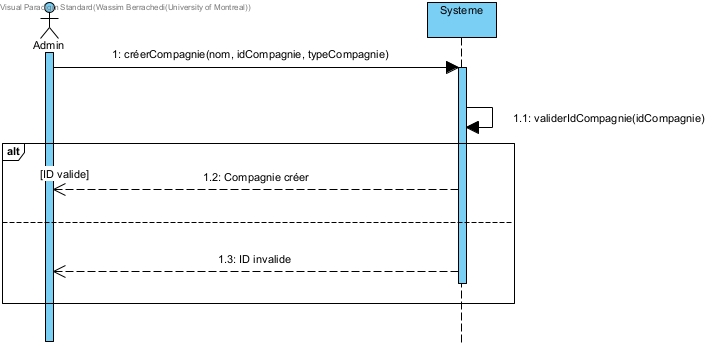 Visual Paradigm Standard(Wassim Berrachedi(University of Montreal))
Systeme
Admin
1: créerCompagnie(nom, idCompagnie, typeCompagnie)
1.1: validerIdCompagnie(idCompagnie)
alt
[ID valide]
1.2: Compagnie créer
1.3: ID invalide